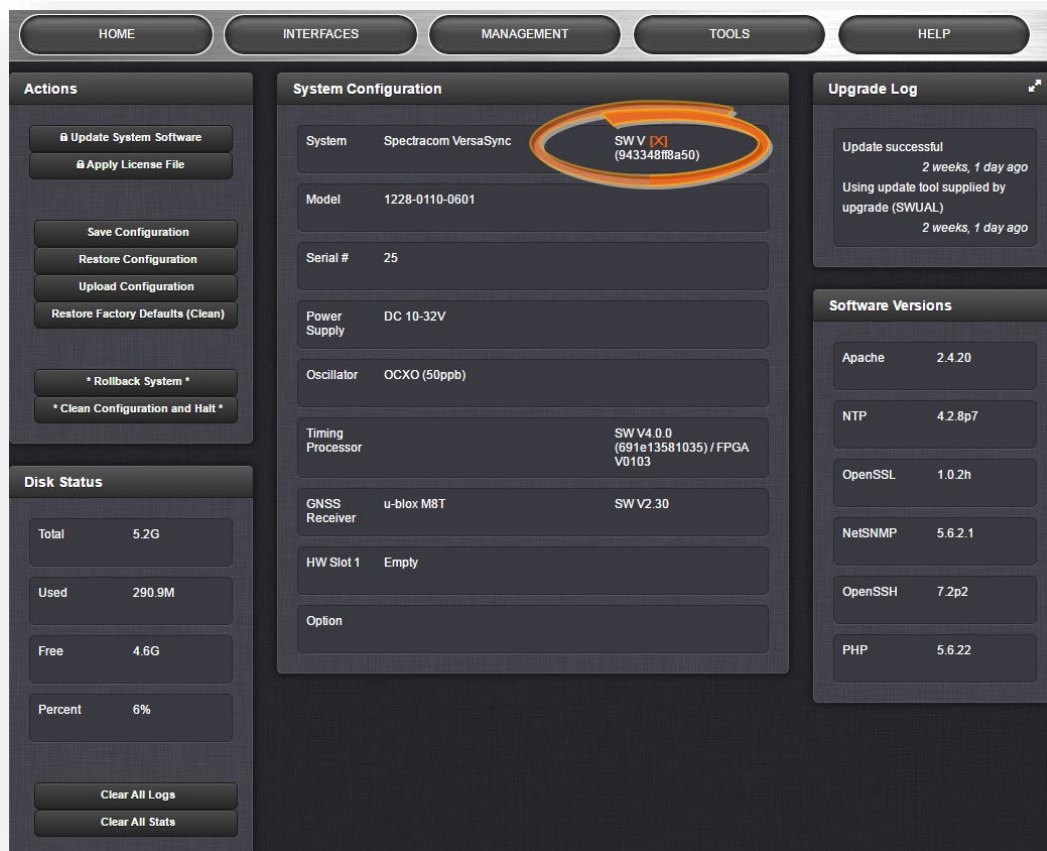 HOME
INTERFACES
MANAGEMENT
TOOLS
HELP
Actions
Update System Software
Apply License File
Save Configuration
Restore Configuration
Upload Configuration
Restore Factory Defaults (Clean)
* Rollback System *
* Clean Configuration and Halt *
Disk Status
Total 5.2G
Used 290.9M
Free 4.6G
Percent 6%
Clear All Logs
Clear All Stats
System Configuration
System Spectracom VersaSync SW V [X]
(943348ff8a50)
Model 1228-0110-0601
Serial # 25
Power DC 10-32V
Supply
Oscillator OCXO (50ppb)
Timing SW V4.0.0
Processor (691e13581035) / FPGA
V0103
GNSS u-blox M8T SW V2.30
Receiver
HW Slot 1 Empty
Option
Upgrade Log
Update successful
2 weeks, 1 day ago
Using update tool supplied by
upgrade (SWUAL)
2 weeks, 1 day ago
Software Versions
Apache 2.4.20
NTP 4.2.8p7
OpenSSL 1.0.2h
NetSNMP 5.6.2.1
OpenSSH 7.2p2
PHP 5.6.22